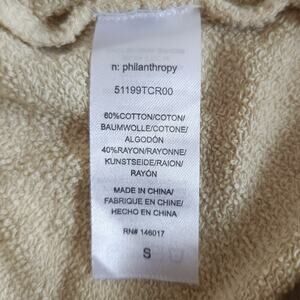 n: philanthropy
51199TCR00
60%COTTON/COTON/
BAUMWOLLE/COTONE/
ALGODÓN
40%RAYON/RAYONNE/
KUNSTSEIDE/RAION/
RAYÓN
MADE IN CHINA/
FABRIQUE EN CHINE/
HECHO EN CHINA
RN# 146017
S